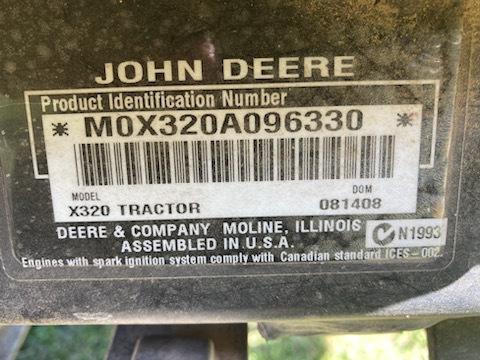 JOHN DEERE
Product Identification Number
* M0X320A096330 *
MODEL DOM
X320 TRACTOR 081408
DEERE & COMPANY MOLINE, ILLINOIS
ASSEMBLED IN U.S.A.
N1993
Engines with spark ignition system comply with Canadian standard ICES-002.